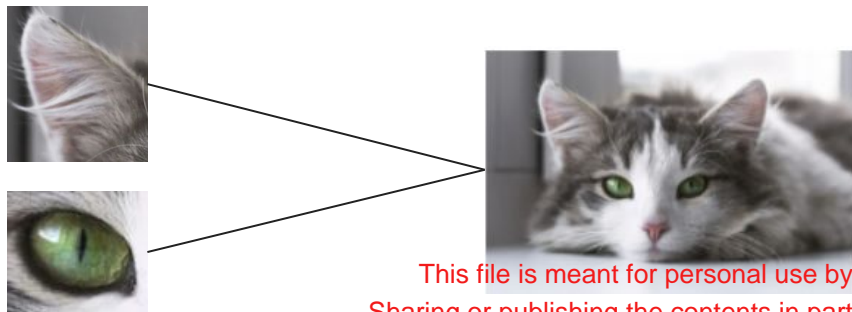 This file is meant for personal use by
Sharing or publishing the contents in part